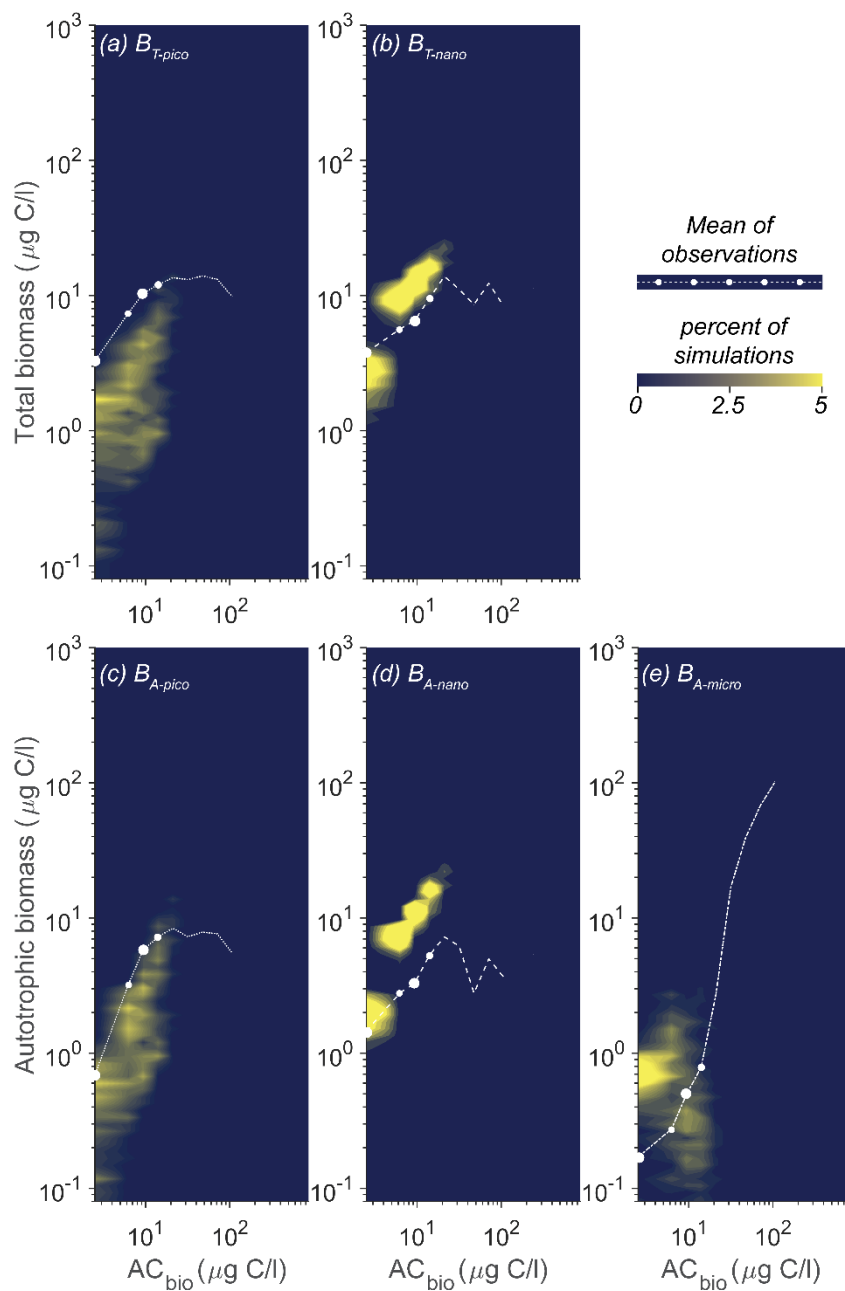 (a) B_T-pico
(b) B_T-nano
10³
10²
10¹
10⁰
10⁻¹
10³
10²
10¹
10⁰
10⁻¹
Total biomass (μg C/l)
10¹ 10²
10¹ 10²
Mean of
observations
percent of
simulations
0 2.5 5
(c) B_A-pico
(d) B_A-nano
(e) B_A-micro
10³
10²
10¹
10⁰
10⁻¹
10³
10²
10¹
10⁰
10⁻¹
10³
10²
10¹
10⁰
10⁻¹
Autotrophic biomass (μg C/l)
10¹ 10²
10¹ 10²
10¹ 10²
AC_bio (μg C/l)
AC_bio (μg C/l)
AC_bio (μg C/l)